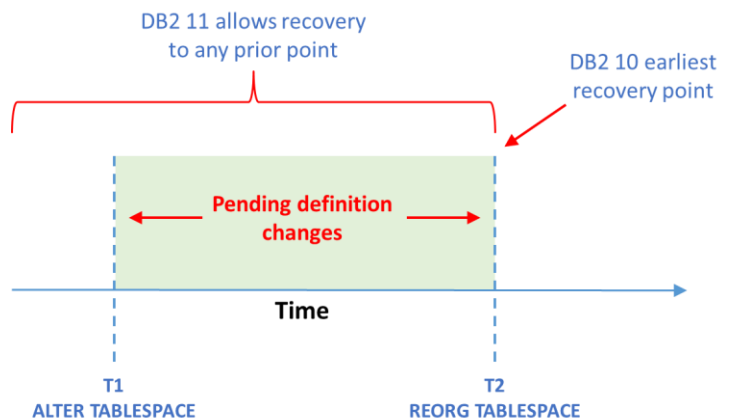 DB2 11 allows recovery
to any prior point
DB2 10 earliest
recovery point
Pending definition
changes
Time
T1
ALTER TABLESPACE
T2
REORG TABLESPACE